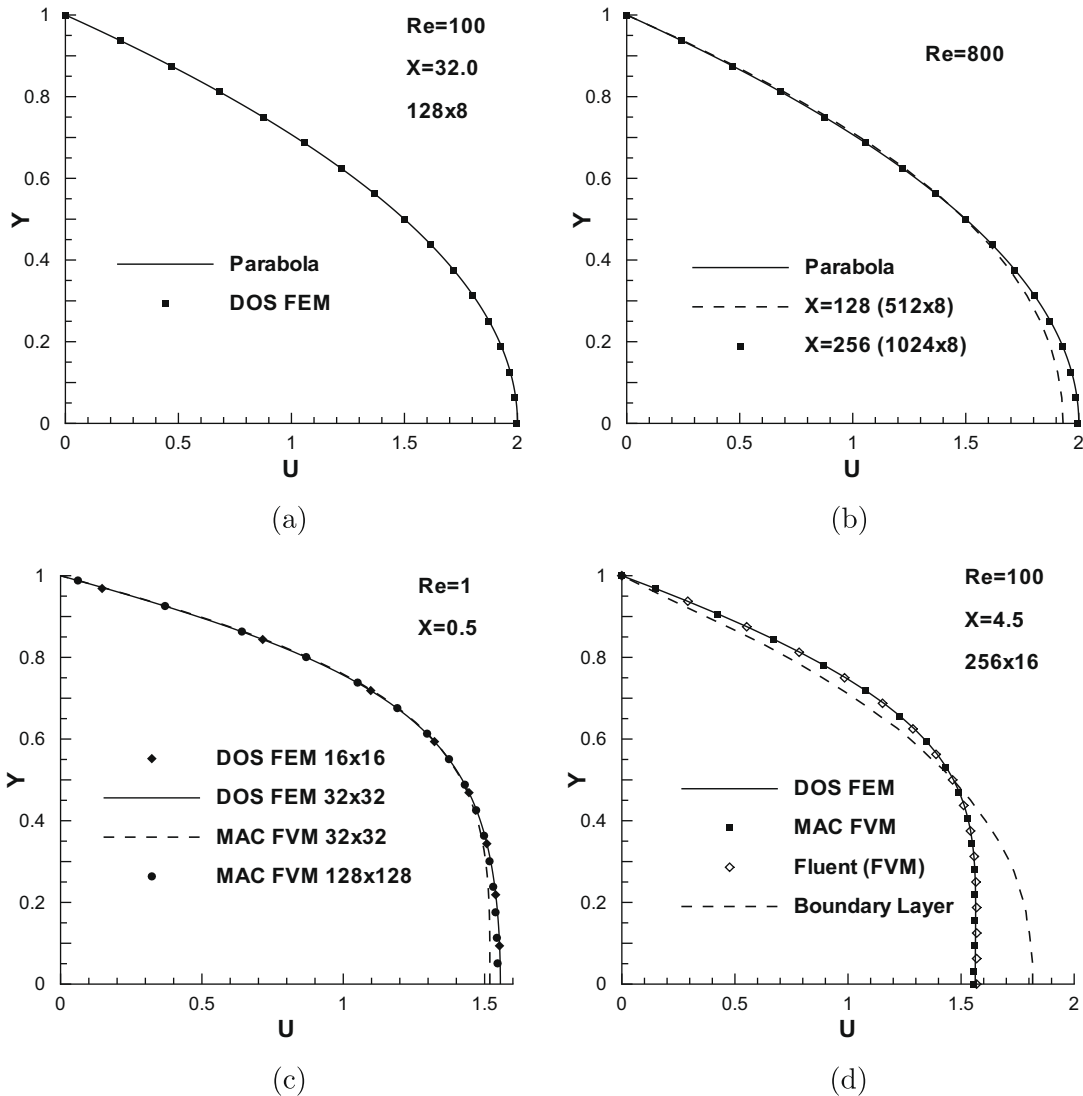 1
0.8
0.6
0.4
0.2
0
Y
0
0.5
1
1.5
2
U
Re=100
X=32.0
128x8
Parabola
DOS FEM
(a)
1
0.8
0.6
0.4
0.2
0
Y
0
0.5
1
1.5
2
U
Re=800
Parabola
X=128 (512x8)
X=256 (1024x8)
(b)
1
0.8
0.6
0.4
0.2
0
Y
0
0.5
1
1.5
U
Re=1
X=0.5
DOS FEM 16x16
DOS FEM 32x32
MAC FVM 32x32
MAC FVM 128x128
(c)
1
0.8
0.6
0.4
0.2
0
Y
0
0.5
1
1.5
2
U
Re=100
X=4.5
256x16
DOS FEM
MAC FVM
Fluent (FVM)
Boundary Layer
(d)